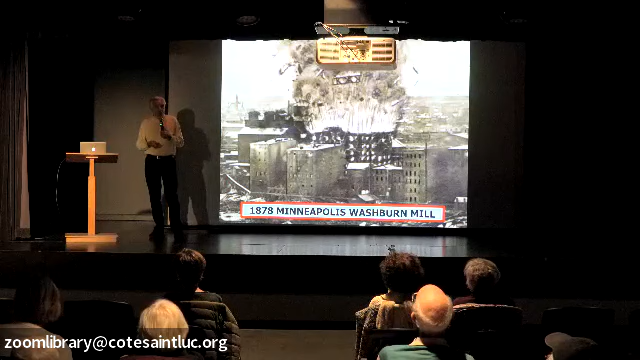 1878 MINNEAPOLIS WASHBURN MILL
zoomlibrary@cotesaintluc.org